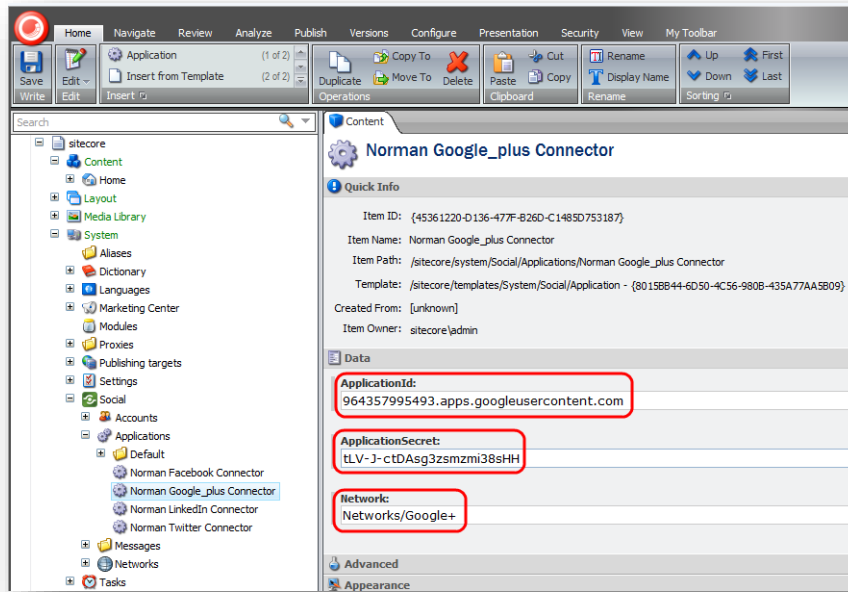 Home Navigate Review Analyze Publish Versions Configure Presentation Security View My Toolbar
Save
Write
Edit
Edit
Application (1 of 2)
Insert from Template (2 of 2)
Insert
Duplicate
Copy To
Move To
Delete
Operations
Paste
Cut
Copy
Clipboard
Rename
Display Name
Rename
Up First
Down Last
Sorting
Search
sitecore
Content
Home
Layout
Media Library
System
Aliases
Dictionary
Languages
Marketing Center
Modules
Proxies
Publishing targets
Settings
Social
Accounts
Applications
Default
Norman Facebook Connector
Norman Google_plus Connector
Norman LinkedIn Connector
Norman Twitter Connector
Messages
Networks
Tasks
Content
Norman Google_plus Connector
Quick Info
Item ID: {45361220-D136-477F-B26D-C1485D753187}
Item Name: Norman Google_plus Connector
Item Path: /sitecore/system/Social/Applications/Norman Google_plus Connector
Template: /sitecore/templates/System/Social/Application - {8015BB44-6D50-4C56-980B-435A77AA5B09}
Created From: [unknown]
Item Owner: sitecore\admin
Data
ApplicationId:
964357995493.apps.googleusercontent.com
ApplicationSecret:
tLV-J-ctDAsg3zsmzmi38sHH
Network:
Networks/Google+
Advanced
Appearance